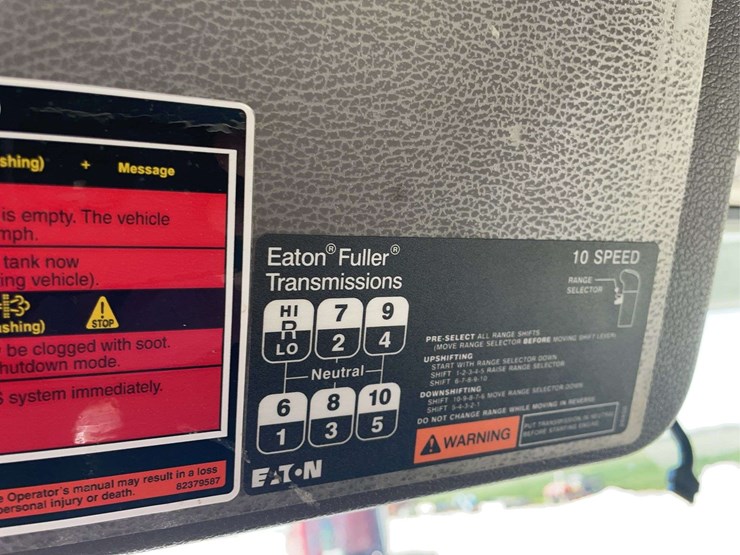 shing) + Message
is empty. The vehicle
mph.
tank now
ing vehicle).
STOP
shing)
be clogged with soot.
hutdown mode.
system immediately.
Operator's manual may result in a loss
personal injury or death. 82379587
Eaton® Fuller®
Transmissions
10 SPEED
RANGE
SELECTOR
HI 7 9
R
LO 2 4
Neutral
6 8 10
1 3 5
PRE-SELECT ALL RANGE SHIFTS
(MOVE RANGE SELECTOR BEFORE MOVING SHIFT LEVER)
UPSHIFTING
START WITH RANGE SELECTOR DOWN
SHIFT 1-2-3-4-5 RAISE RANGE SELECTOR
SHIFT 6-7-8-9-10
DOWNSHIFTING
SHIFT 10-9-8-7-6 MOVE RANGE SELECTOR DOWN
SHIFT 5-4-3-2-1
DO NOT CHANGE RANGE WHILE MOVING IN REVERSE
WARNING
PUT TRANSMISSION IN NEUTRAL
BEFORE STARTING ENGINE
EATON